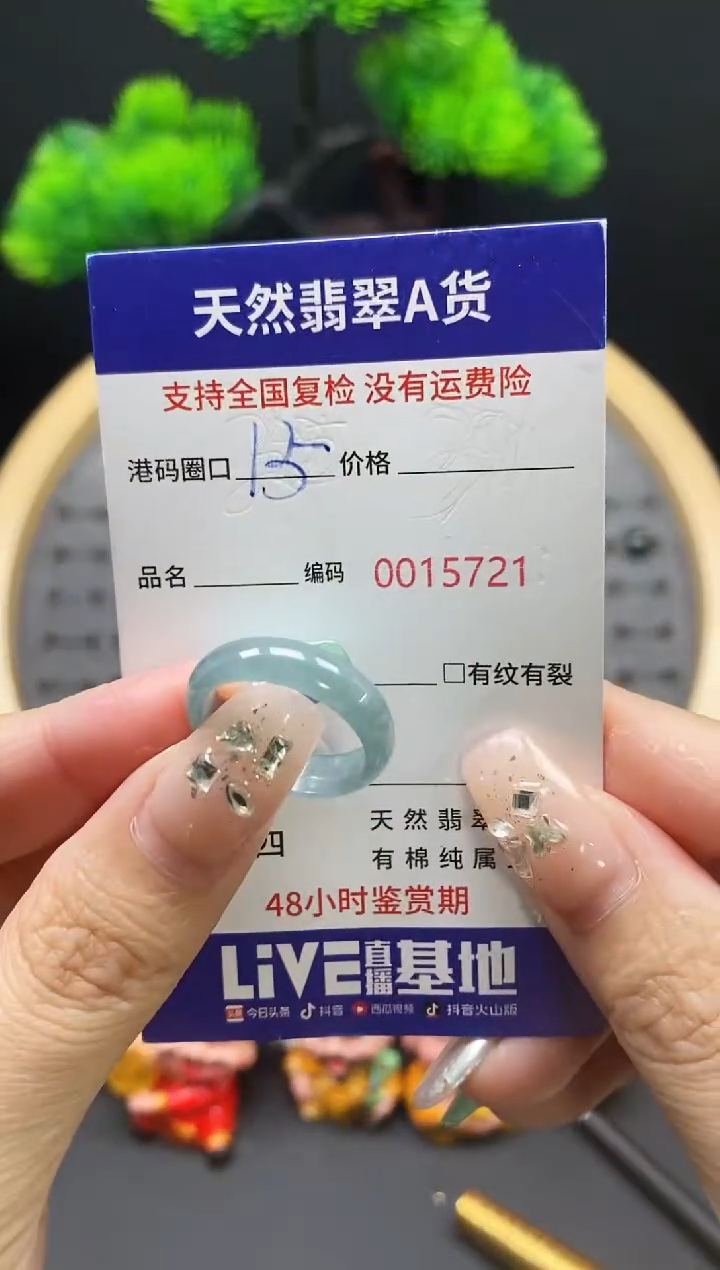 天然翡翠A货
支持全国复检 没有运费险
港码圈口 15 价格
品名 编码 0015721
□有纹有裂
天然翡翠
四 有棉纯属
48小时鉴赏期
LiVE直播基地
头条 今日头条 抖音 西瓜视频 抖音火山版